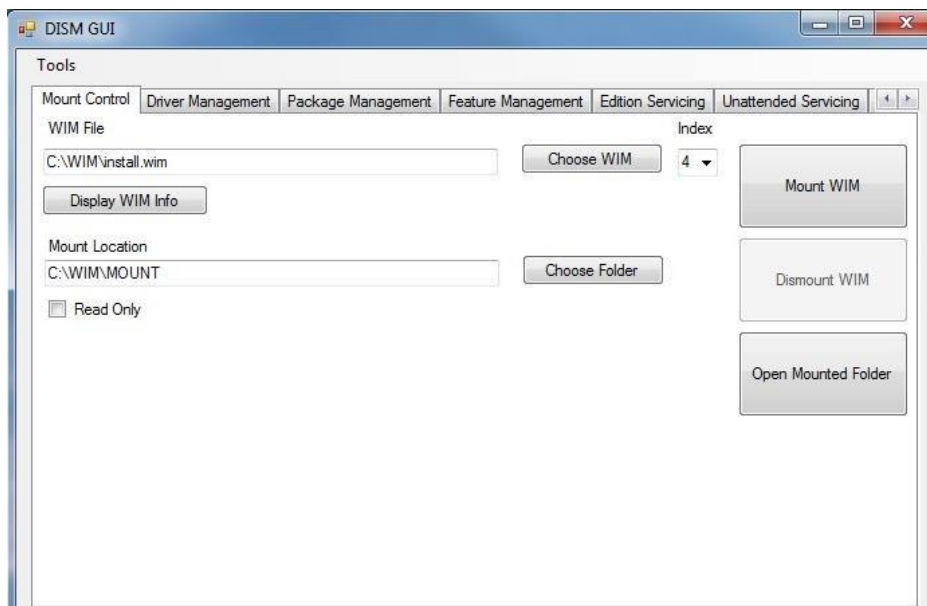 DISM GUI
Tools
Mount Control Driver Management Package Management Feature Management Edition Servicing Unattended Servicing
WIM File Index
C:\WIM\install.wim Choose WIM 4
Mount WIM
Display WIM Info
Mount Location
C:\WIM\MOUNT Choose Folder
Dismount WIM
Read Only
Open Mounted Folder